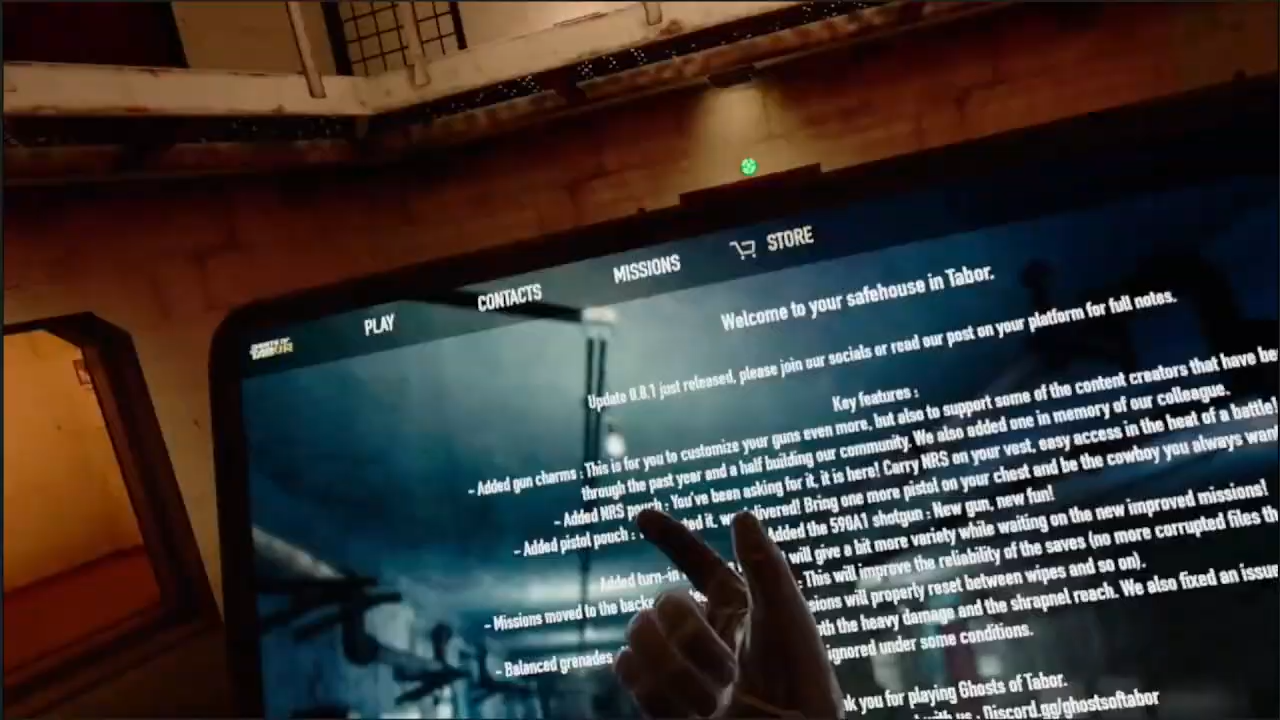 PLAY
CONTACTS
MISSIONS
STORE
Welcome to your safehouse in Tabor.
Update 0.8.1 just released, please join our socials or read our post on your platform for full notes.
Key features :
- Added gun charms : This is for you to customize your guns even more, but also to support some of the content creators that have
through the past year and a half building our community. We also added one in memory of our colleague.
- Added NRS pouch : You've been asking for it, it is here! Carry NRS on your vest, easy access in the heat of a battle!
- Added pistol pouch : it, delivered! Bring one more pistol on your chest and be the cowboy you always
Added the 590A1 shotgun : New gun, new fun!
Added turn-in will give a bit more variety while waiting on the new improved missions!
- Missions moved to the : This will improve the reliability of the saves (no more corrupted files
will properly reset between wipes and so on).
- Balanced grenades the heavy damage and the shrapnel reach. We also fixed an issue
ignored under some conditions.
you for playing Ghosts of Tabor.
with us : Discord.gg/ghostsoftabor